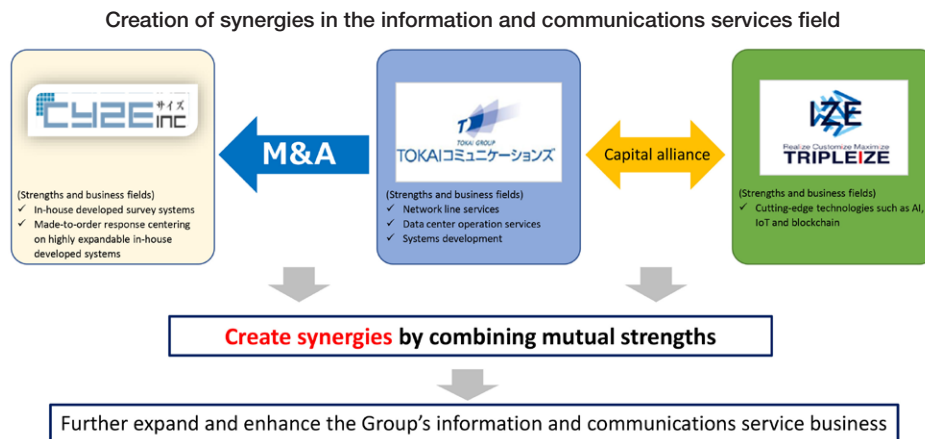 Creation of synergies in the information and communications services field
CYZE サイズ
INC
(Strengths and business fields)
✓ In-house developed survey systems
✓ Made-to-order response centering
on highly expandable in-house
developed systems
M&A
T
TOKAI GROUP
TOKAIコミュニケーションズ
(Strengths and business fields)
✓ Network line services
✓ Data center operation services
✓ Systems development
Capital alliance
IZE
Realize Customize Maximize
TRIPLEIZE
(Strengths and business fields)
✓ Cutting-edge technologies such as AI,
IoT and blockchain
Create synergies by combining mutual strengths
Further expand and enhance the Group's information and communications service business